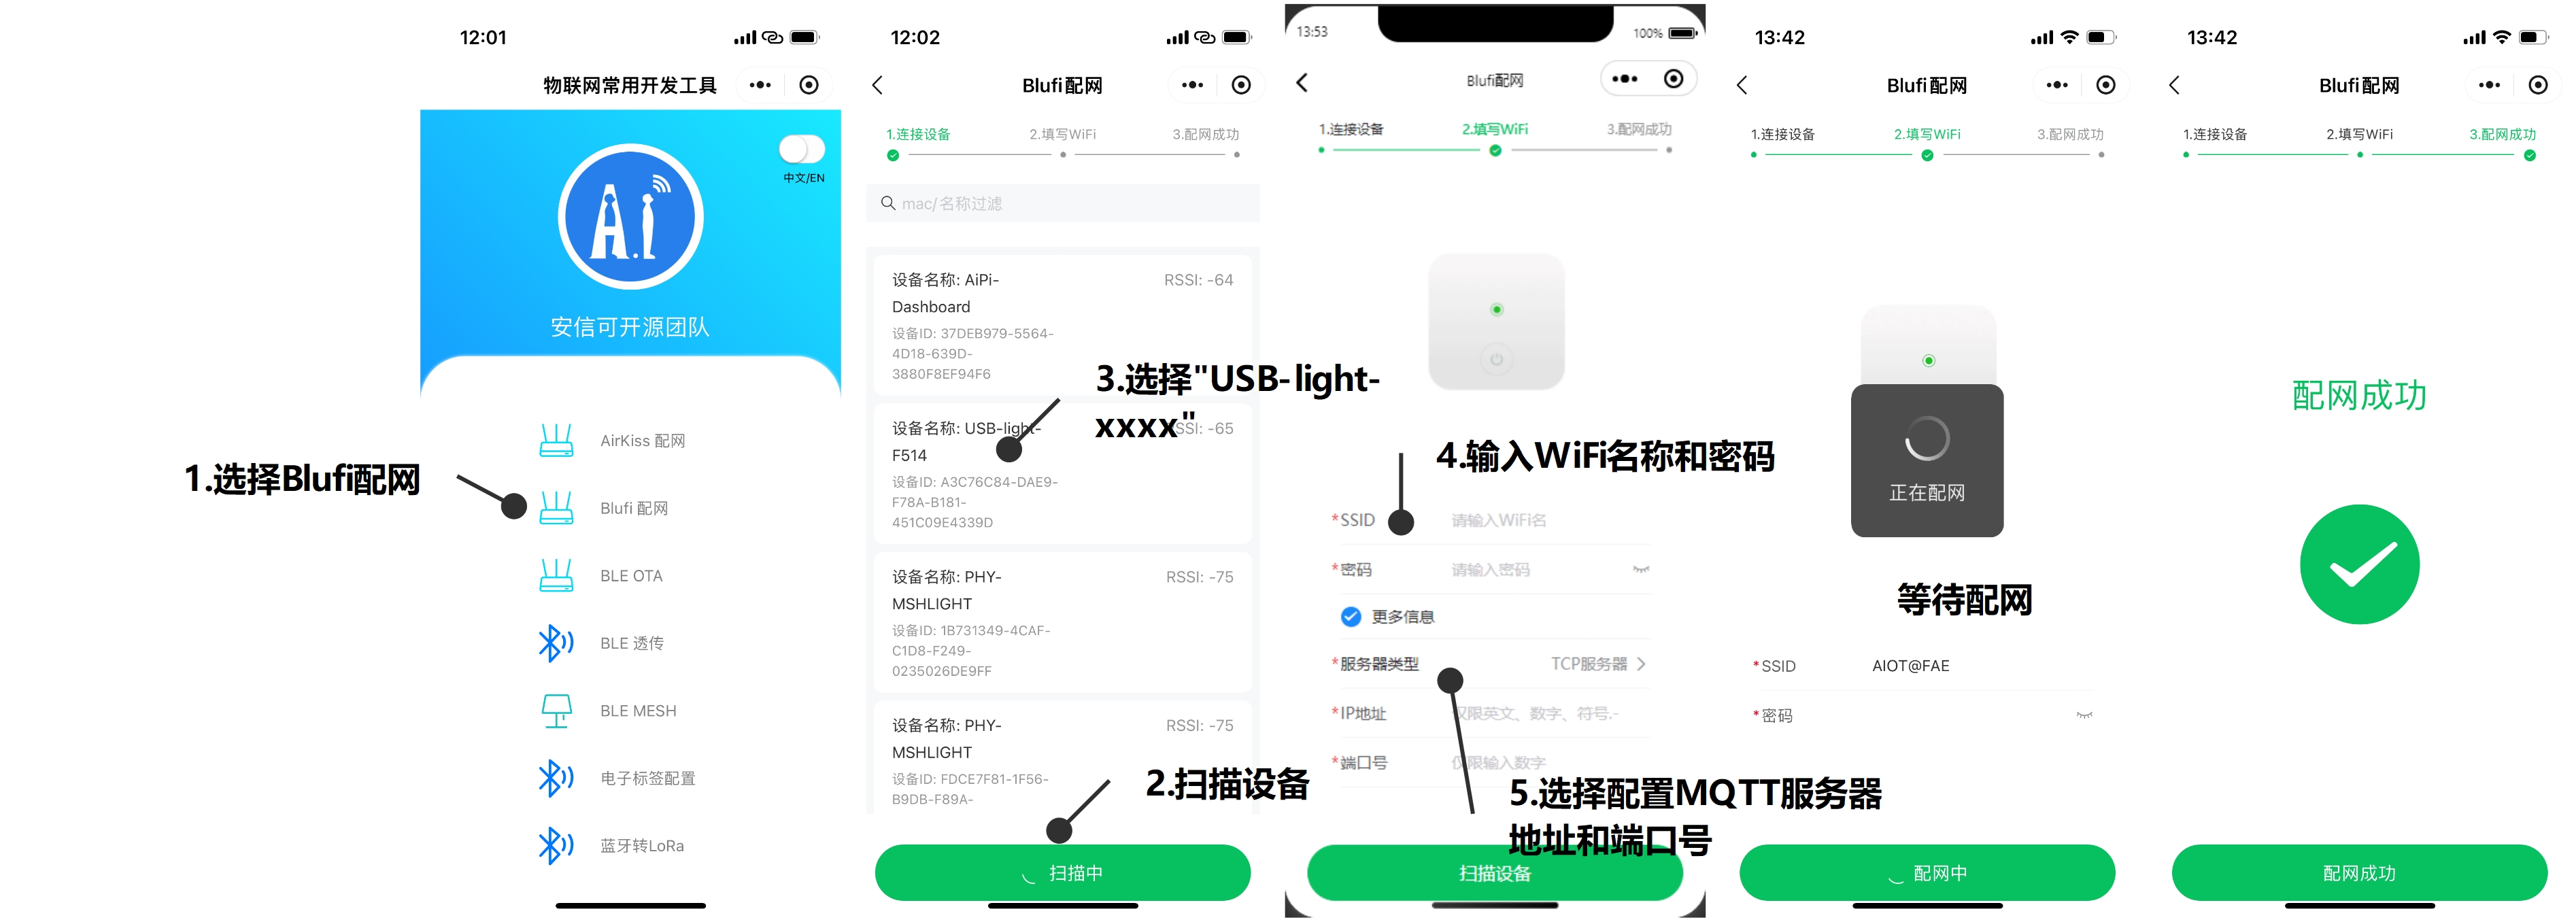 12:01
物联网常用开发工具
中文/EN
安信可开源团队
AirKiss 配网
Blufi 配网
BLE OTA
BLE 透传
BLE MESH
电子标签配置
蓝牙转LoRa
1.选择Blufi配网
12:02
Blufi配网
1.连接设备
2.填写WiFi
3.配网成功
mac/名称过滤
设备名称: AiPi-
Dashboard
RSSI: -64
设备ID: 37DEB979-5564-
4D18-639D-
3880F8EF94F6
设备名称: USB-light-
F514
SSI: -65
设备ID: A3C76C84-DAE9-
F78A-B181-
451C09E4339D
设备名称: PHY-
MSHLIGHT
RSSI: -75
设备ID: 1B731349-4CAF-
C1D8-F249-
0235026DE9FF
设备名称: PHY-
MSHLIGHT
RSSI: -75
设备ID: FDCE7F81-1F56-
B9DB-F89A-
扫描中
3.选择"USB-light-
xxxx"
2.扫描设备
13:53
100%
Blufi配网
1.连接设备
2.填写WiFi
3.配网成功
4.输入WiFi名称和密码
*SSID
请输入WiFi名
*密码
请输入密码
更多信息
*服务器类型
TCP服务器
*IP地址
仅限英文、数字、符号.-
*端口号
仅限输入数字
5.选择配置MQTT服务器
地址和端口号
扫描设备
13:42
Blufi配网
1.连接设备
2.填写WiFi
3.配网成功
正在配网
等待配网
*SSID
AIOT@FAE
*密码
配网中
13:42
Blufi配网
1.连接设备
2.填写WiFi
3.配网成功
配网成功
配网成功